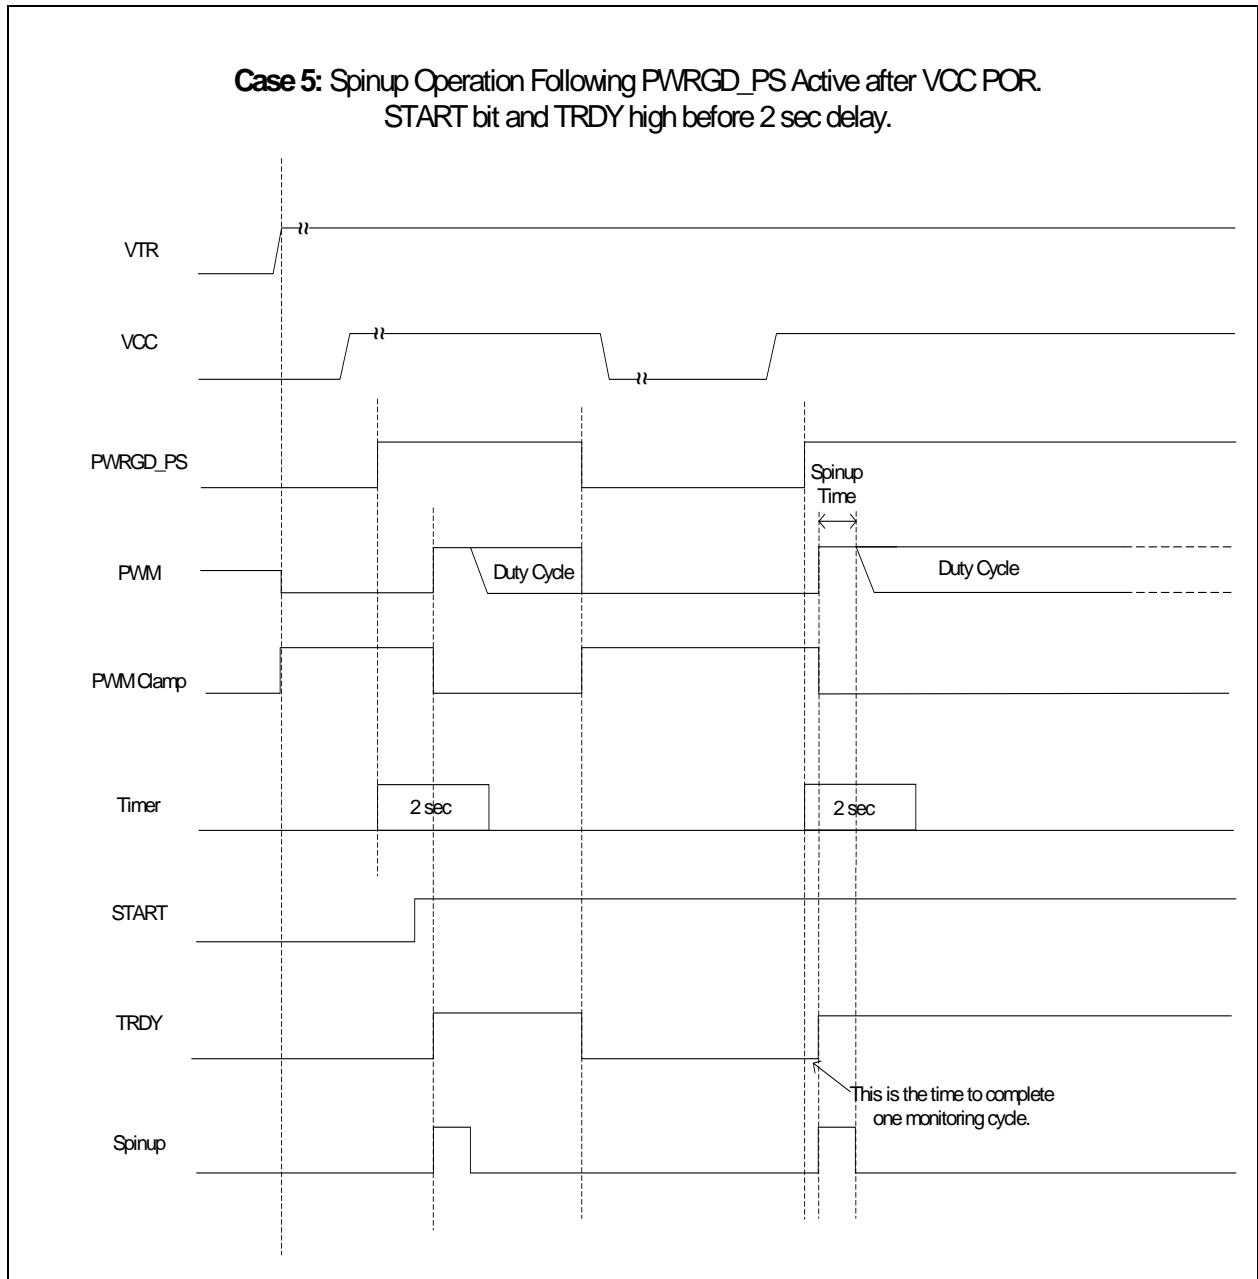 Case 5: Spinup Operation Following PWRGD_PS Active after VCC POR.
START bit and TRDY high before 2 sec delay.
VTR
VCC
PWRGD_PS
Spinup
Time
PWM
Duty Cycle
Duty Cycle
PWM Clamp
Timer
2 sec
2 sec
START
TRDY
This is the time to complete
one monitoring cycle.
Spinup